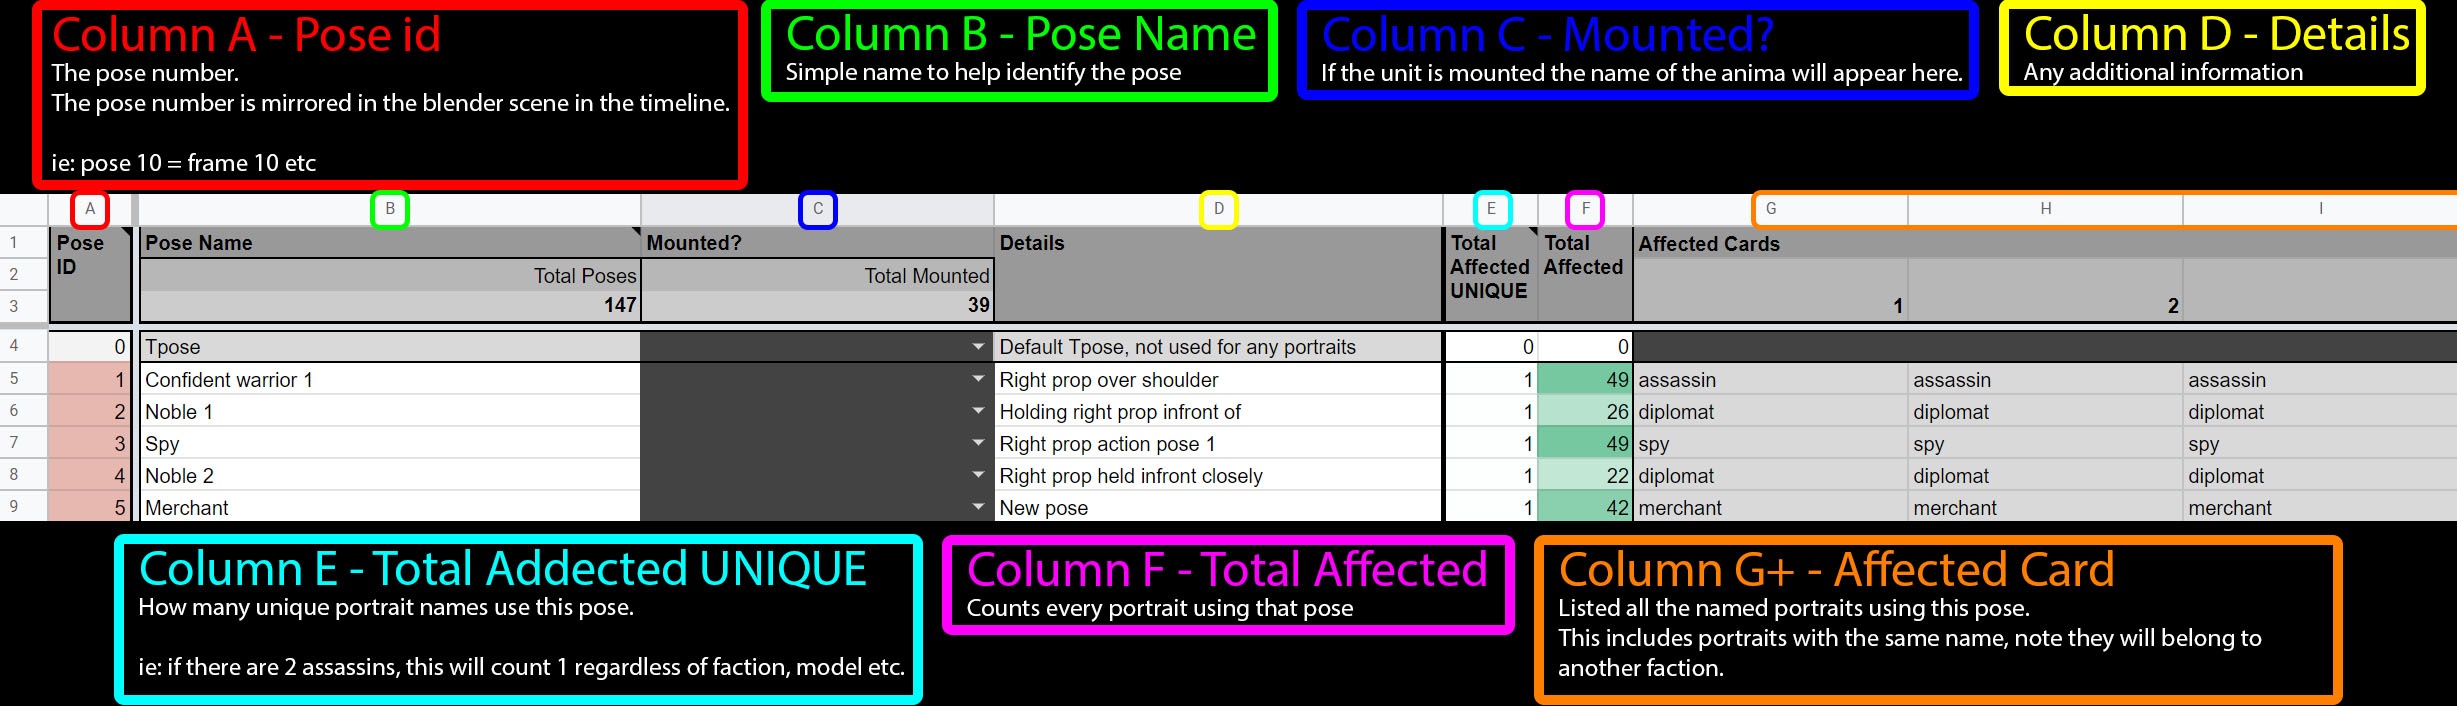 Column A - Pose id
The pose number.
The pose number is mirrored in the blender scene in the timeline.
ie: pose 10 = frame 10 etc
Column B - Pose Name
Simple name to help identify the pose
Column C - Mounted?
If the unit is mounted the name of the anima will appear here.
Column D - Details
Any additional information
A B C D E F G H I
1 Pose ID Pose Name Mounted? Details Total Affected UNIQUE Total Affected Affected Cards
2 Total Poses Total Mounted
3 147 39 1 2
4 0 Tpose Default Tpose, not used for any portraits 0 0
5 1 Confident warrior 1 Right prop over shoulder 1 49 assassin assassin assassin
6 2 Noble 1 Holding right prop infront of 1 26 diplomat diplomat diplomat
7 3 Spy Right prop action pose 1 1 49 spy spy spy
8 4 Noble 2 Right prop held infront closely 1 22 diplomat diplomat diplomat
9 5 Merchant New pose 1 42 merchant merchant merchant
Column E - Total Addected UNIQUE
How many unique portrait names use this pose.
ie: if there are 2 assassins, this will count 1 regardless of faction, model etc.
Column F - Total Affected
Counts every portrait using that pose
Column G+ - Affected Card
Listed all the named portraits using this pose.
This includes portraits with the same name, note they will belong to
another faction.